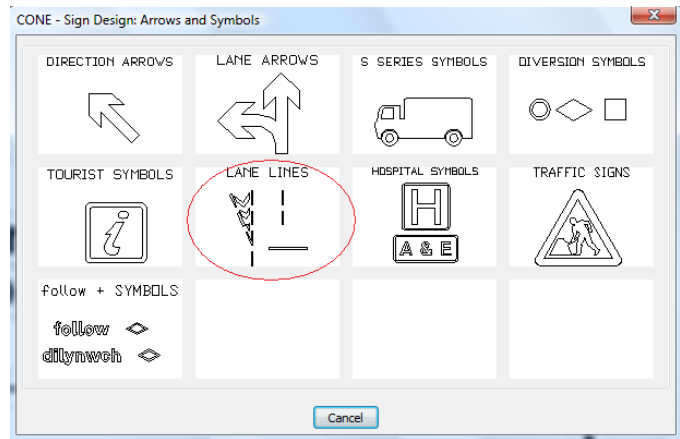 CONE - Sign Design: Arrows and Symbols
DIRECTION ARROWS
LANE ARROWS
S SERIES SYMBOLS
DIVERSION SYMBOLS
TOURIST SYMBOLS
i
LANE LINES
HOSPITAL SYMBOLS
H
A & E
TRAFFIC SIGNS
follow + SYMBOLS
follow
dilynwch
Cancel